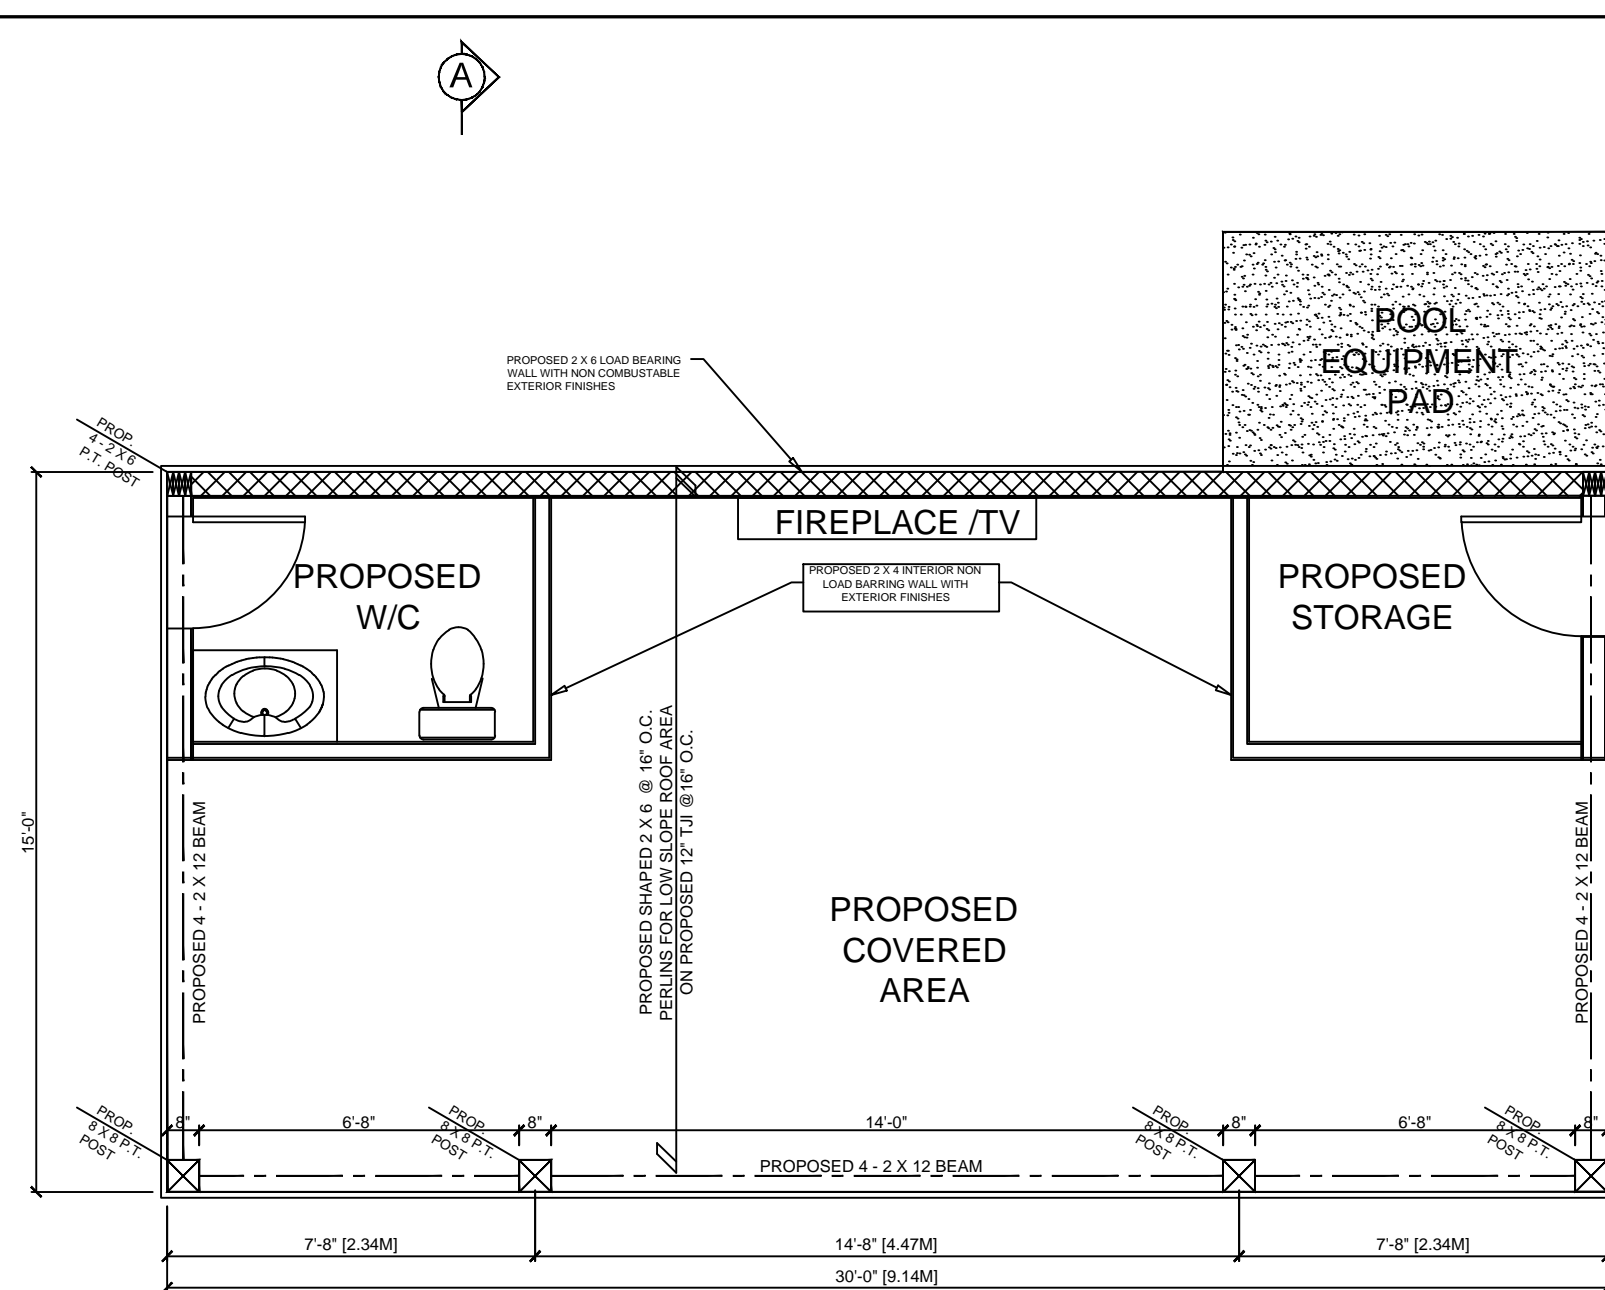 A
POOL
EQUIPMENT
PAD
PROPOSED 2 X 6 LOAD BEARING
WALL WITH NON COMBUSTABLE
EXTERIOR FINISHES
PROP.
4 - 2 X 6
P.T. POST
FIREPLACE /TV
PROPOSED
W/C
PROPOSED 2 X 4 INTERIOR NON
LOAD BARRING WALL WITH
EXTERIOR FINISHES
PROPOSED
STORAGE
15'-0"
PROPOSED 4 - 2 X 12 BEAM
PROPOSED SHAPED 2 X 6 @ 16" O.C.
PERLINS FOR LOW SLOPE ROOF AREA
ON PROPOSED 12" TJI @16" O.C.
PROPOSED
COVERED
AREA
PROPOSED 4 - 2 X 12 BEAM
PROP.
8 X 8 P.T.
POST
8"
6'-8"
PROP.
8 X 8 P.T.
POST
8"
14'-0"
PROP.
8 X 8 P.T.
POST
8"
6'-8"
PROP.
8 X 8 P.T.
POST
8"
PROPOSED 4 - 2 X 12 BEAM
7'-8" [2.34M]
14'-8" [4.47M]
7'-8" [2.34M]
30'-0" [9.14M]